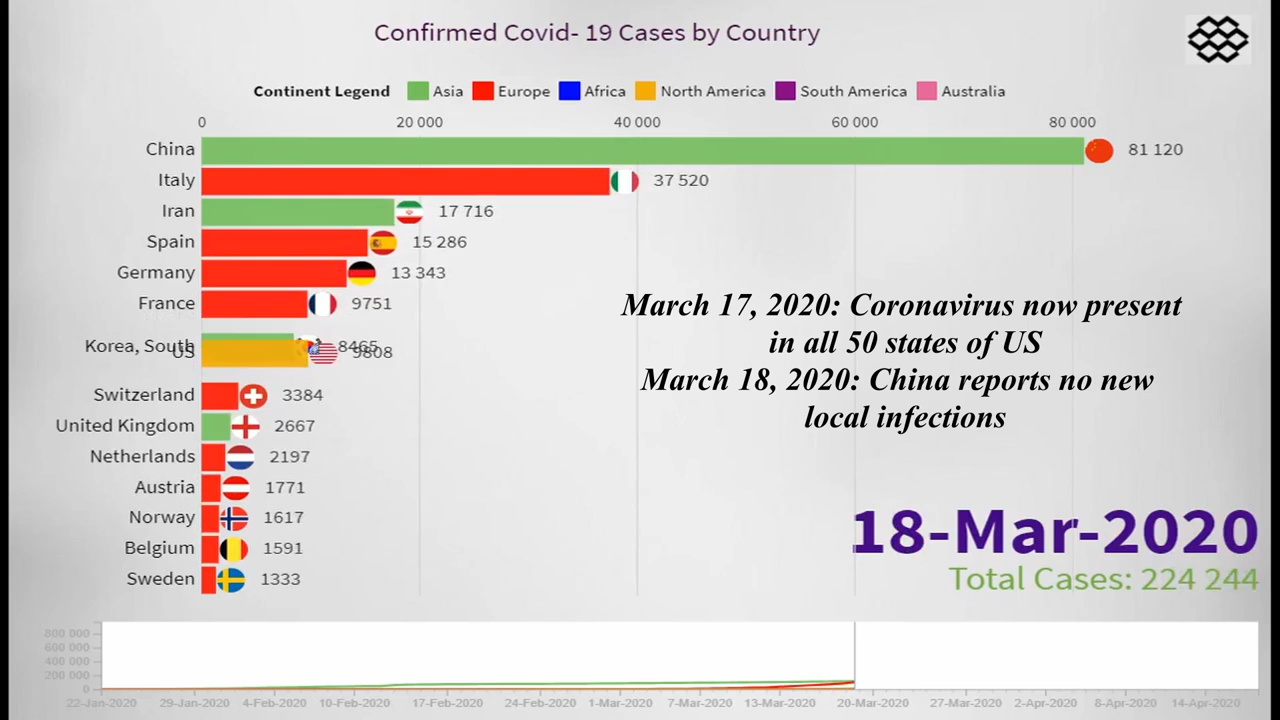 Confirmed Covid- 19 Cases by Country
Continent Legend Asia Europe Africa North America South America Australia
0 20 000 40 000 60 000 80 000
China 81 120
Italy 37 520
Iran 17 716
Spain 15 286
Germany 13 343
France 9751
Korea, South 8465
US 9808
Switzerland 3384
United Kingdom 2667
Netherlands 2197
Austria 1771
Norway 1617
Belgium 1591
Sweden 1333
March 17, 2020: Coronavirus now present
in all 50 states of US
March 18, 2020: China reports no new
local infections
18-Mar-2020
Total Cases: 224 244
800 000
600 000
400 000
200 000
0
22-Jan-2020 29-Jan-2020 4-Feb-2020 10-Feb-2020 17-Feb-2020 24-Feb-2020 1-Mar-2020 7-Mar-2020 13-Mar-2020 20-Mar-2020 27-Mar-2020 2-Apr-2020 8-Apr-2020 14-Apr-2020